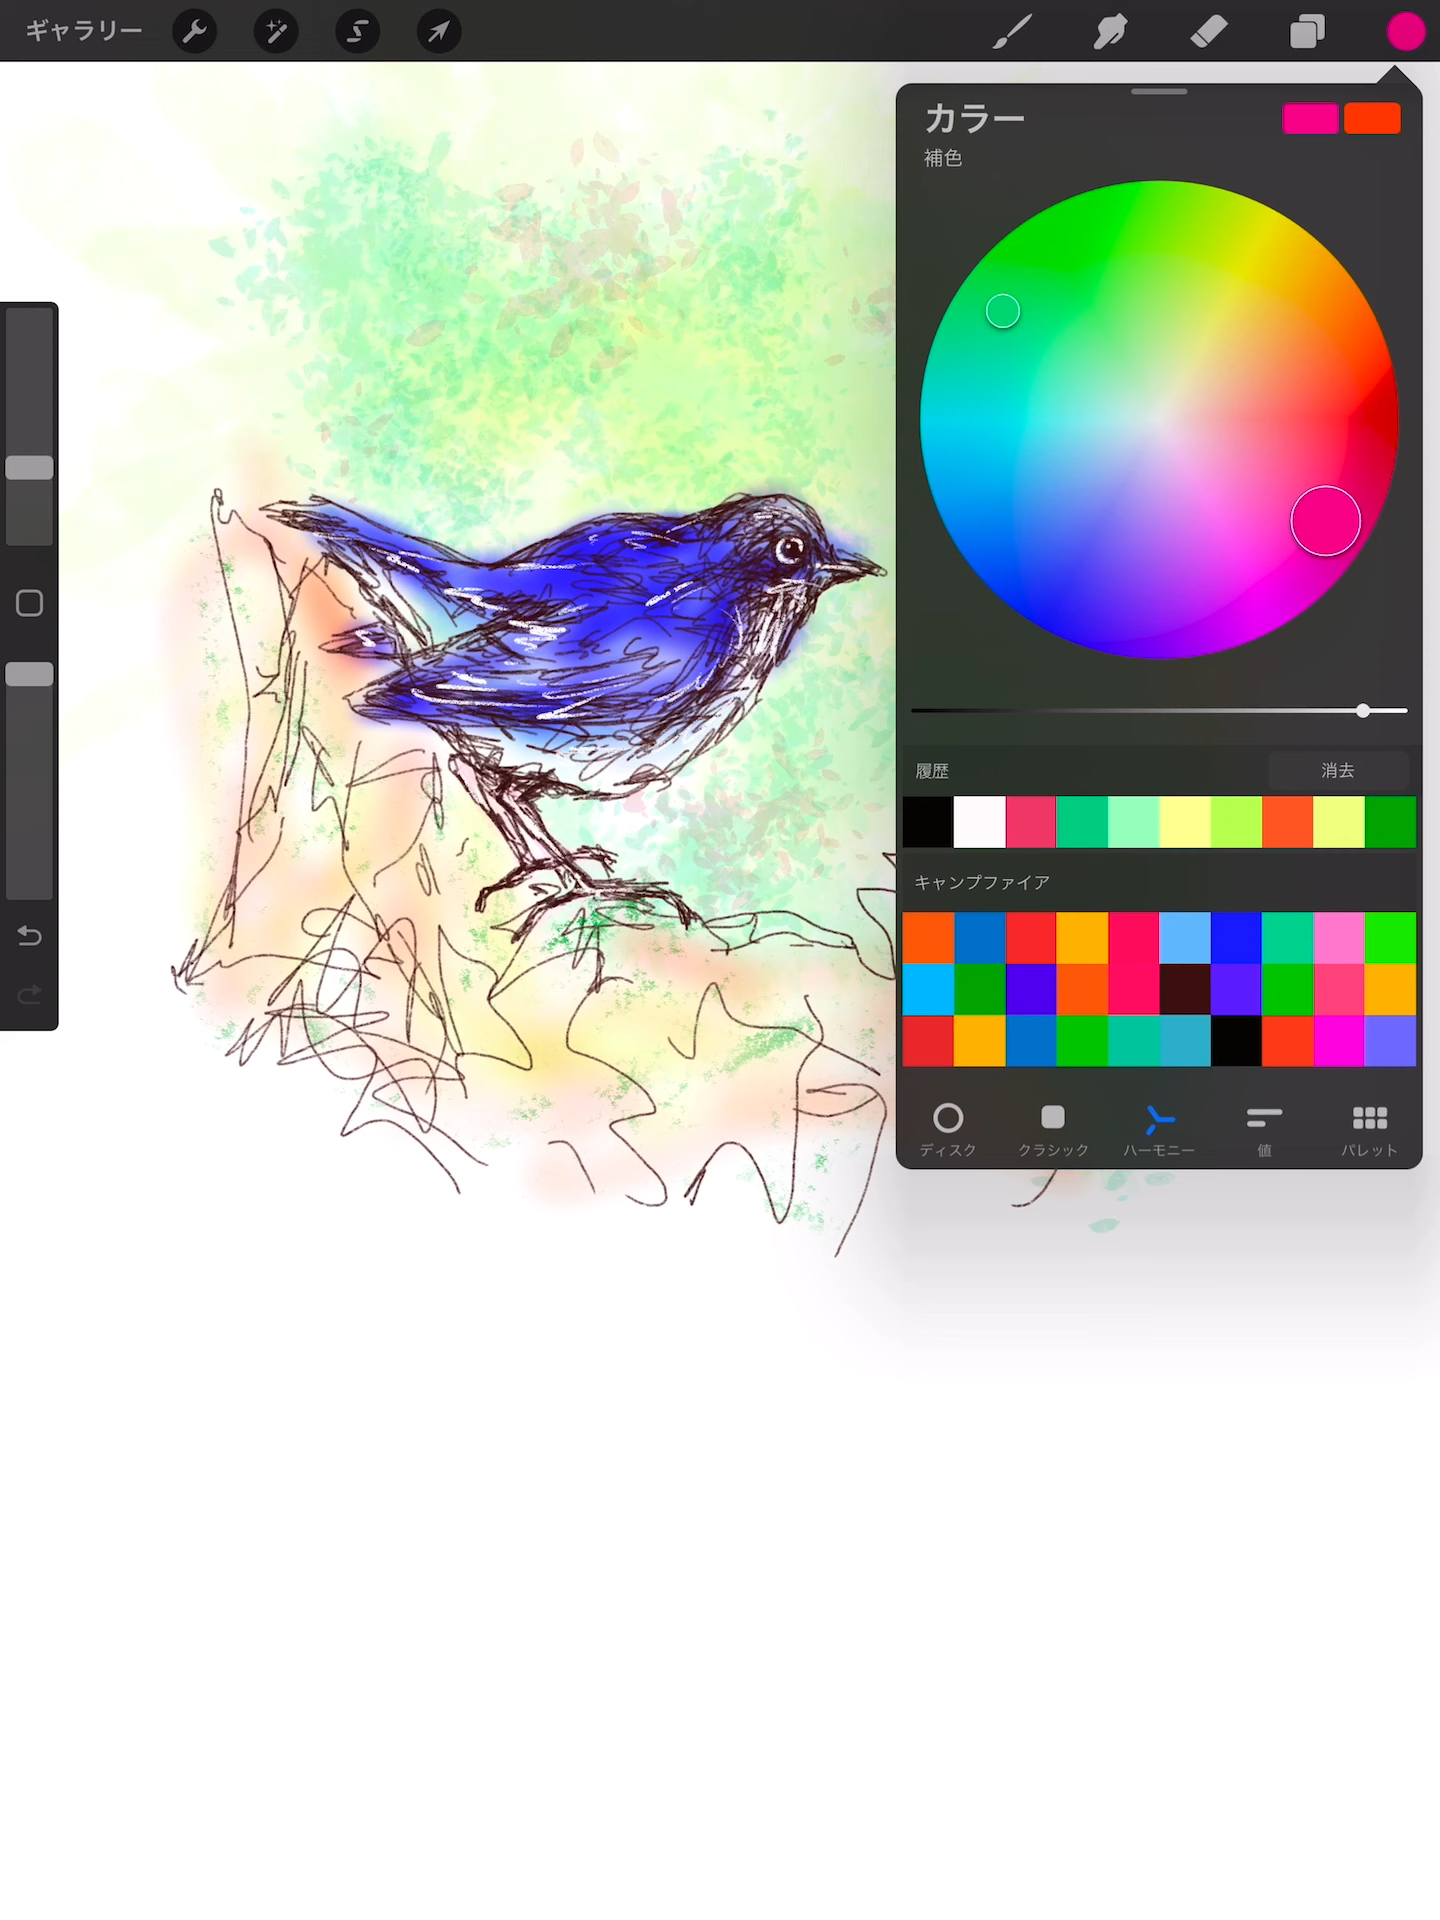 ギャラリー
カラー
補色
履歴
消去
キャンプファイア
ディスク
クラシック
ハーモニー
値
パレット